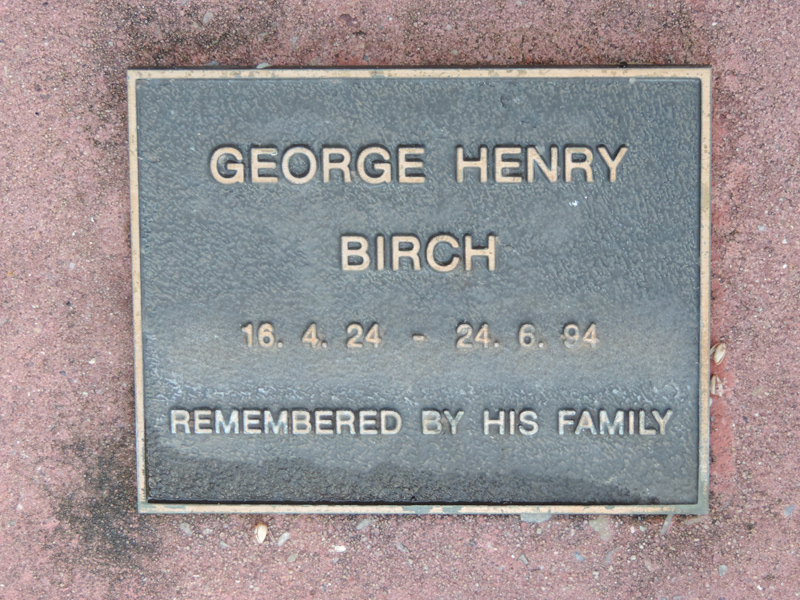 GEORGE HENRY
BIRCH
16. 4. 24 - 24. 6. 94
REMEMBERED BY HIS FAMILY